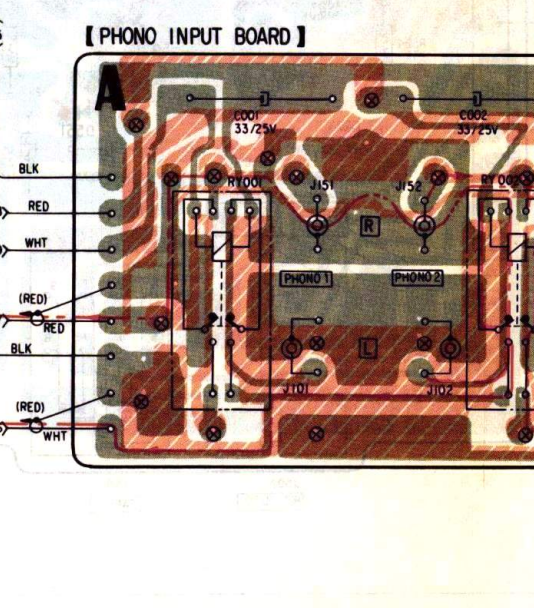 【PHONO INPUT BOARD】
A
C001
33/25V
C002
33/25V
BLK
RY001
J151
J152
RY002
RED
R
WHT
PHONO 1
PHONO 2
(RED)
RED
BLK
L
J101
J102
(RED)
WHT